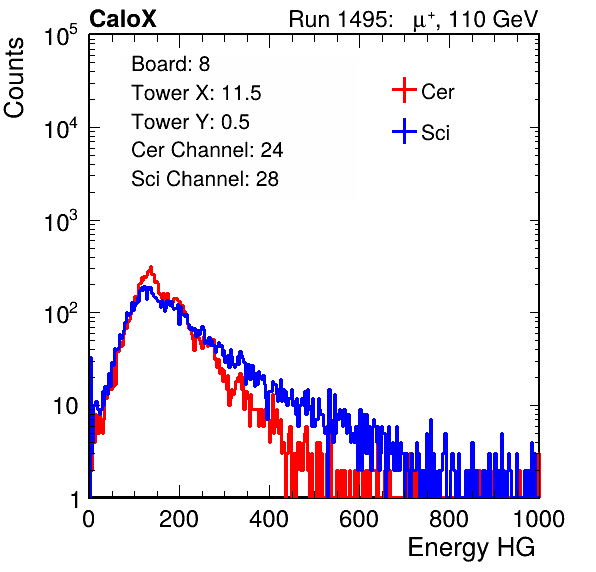 CaloX Run 1495: μ⁺, 110 GeV
Counts
10⁵
10⁴
10³
10²
10
1
Board: 8
Tower X: 11.5
Tower Y: 0.5
Cer Channel: 24
Sci Channel: 28
Cer
Sci
0 200 400 600 800 1000
Energy HG